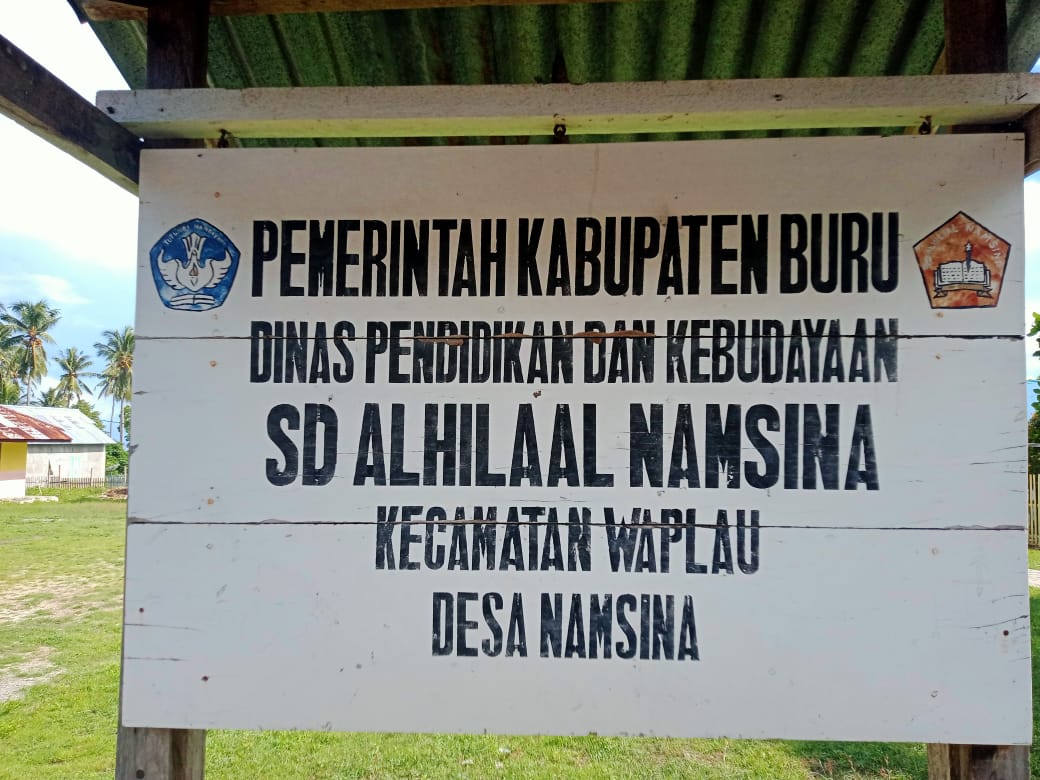 PEMERINTAH KABUPATEN BURU
DINAS PENDIDIKAN DAN KEBUDAYAAN
SD ALHILAAL NAMSINA
KECAMATAN WAPLAU
DESA NAMSINA